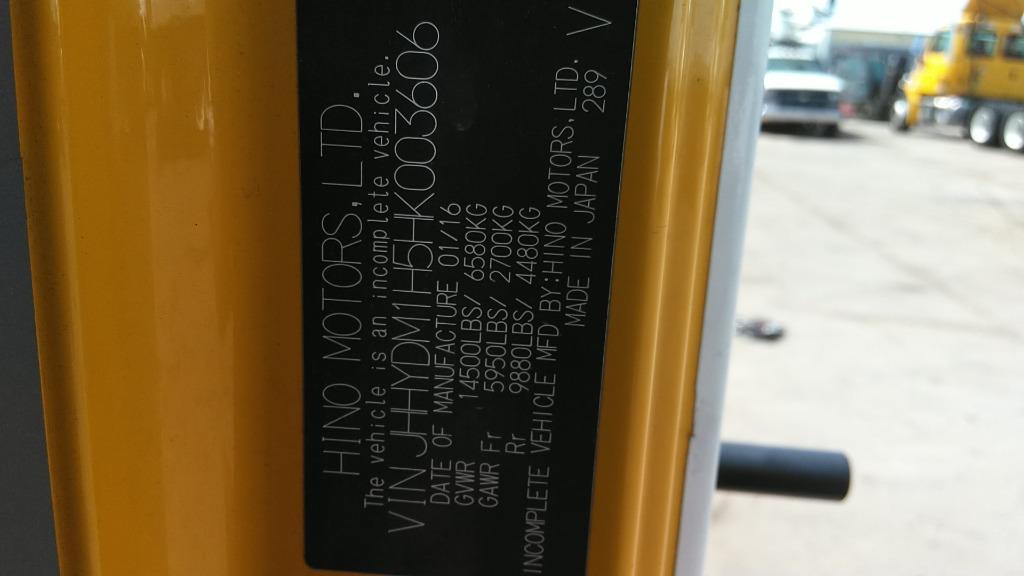 HINO MOTORS, LTD.
The vehicle is an incomplete vehicle.
VIN JHHYDM1H5HK003606
DATE OF MANUFACTURE 01/16
GVWR 14500LBS/ 6580KG
GAWR Fr 5950LBS/ 2700KG
Rr 9880LBS/ 4480KG
INCOMPLETE VEHICLE MFD BY:HINO MOTORS,LTD.
MADE IN JAPAN 289 V